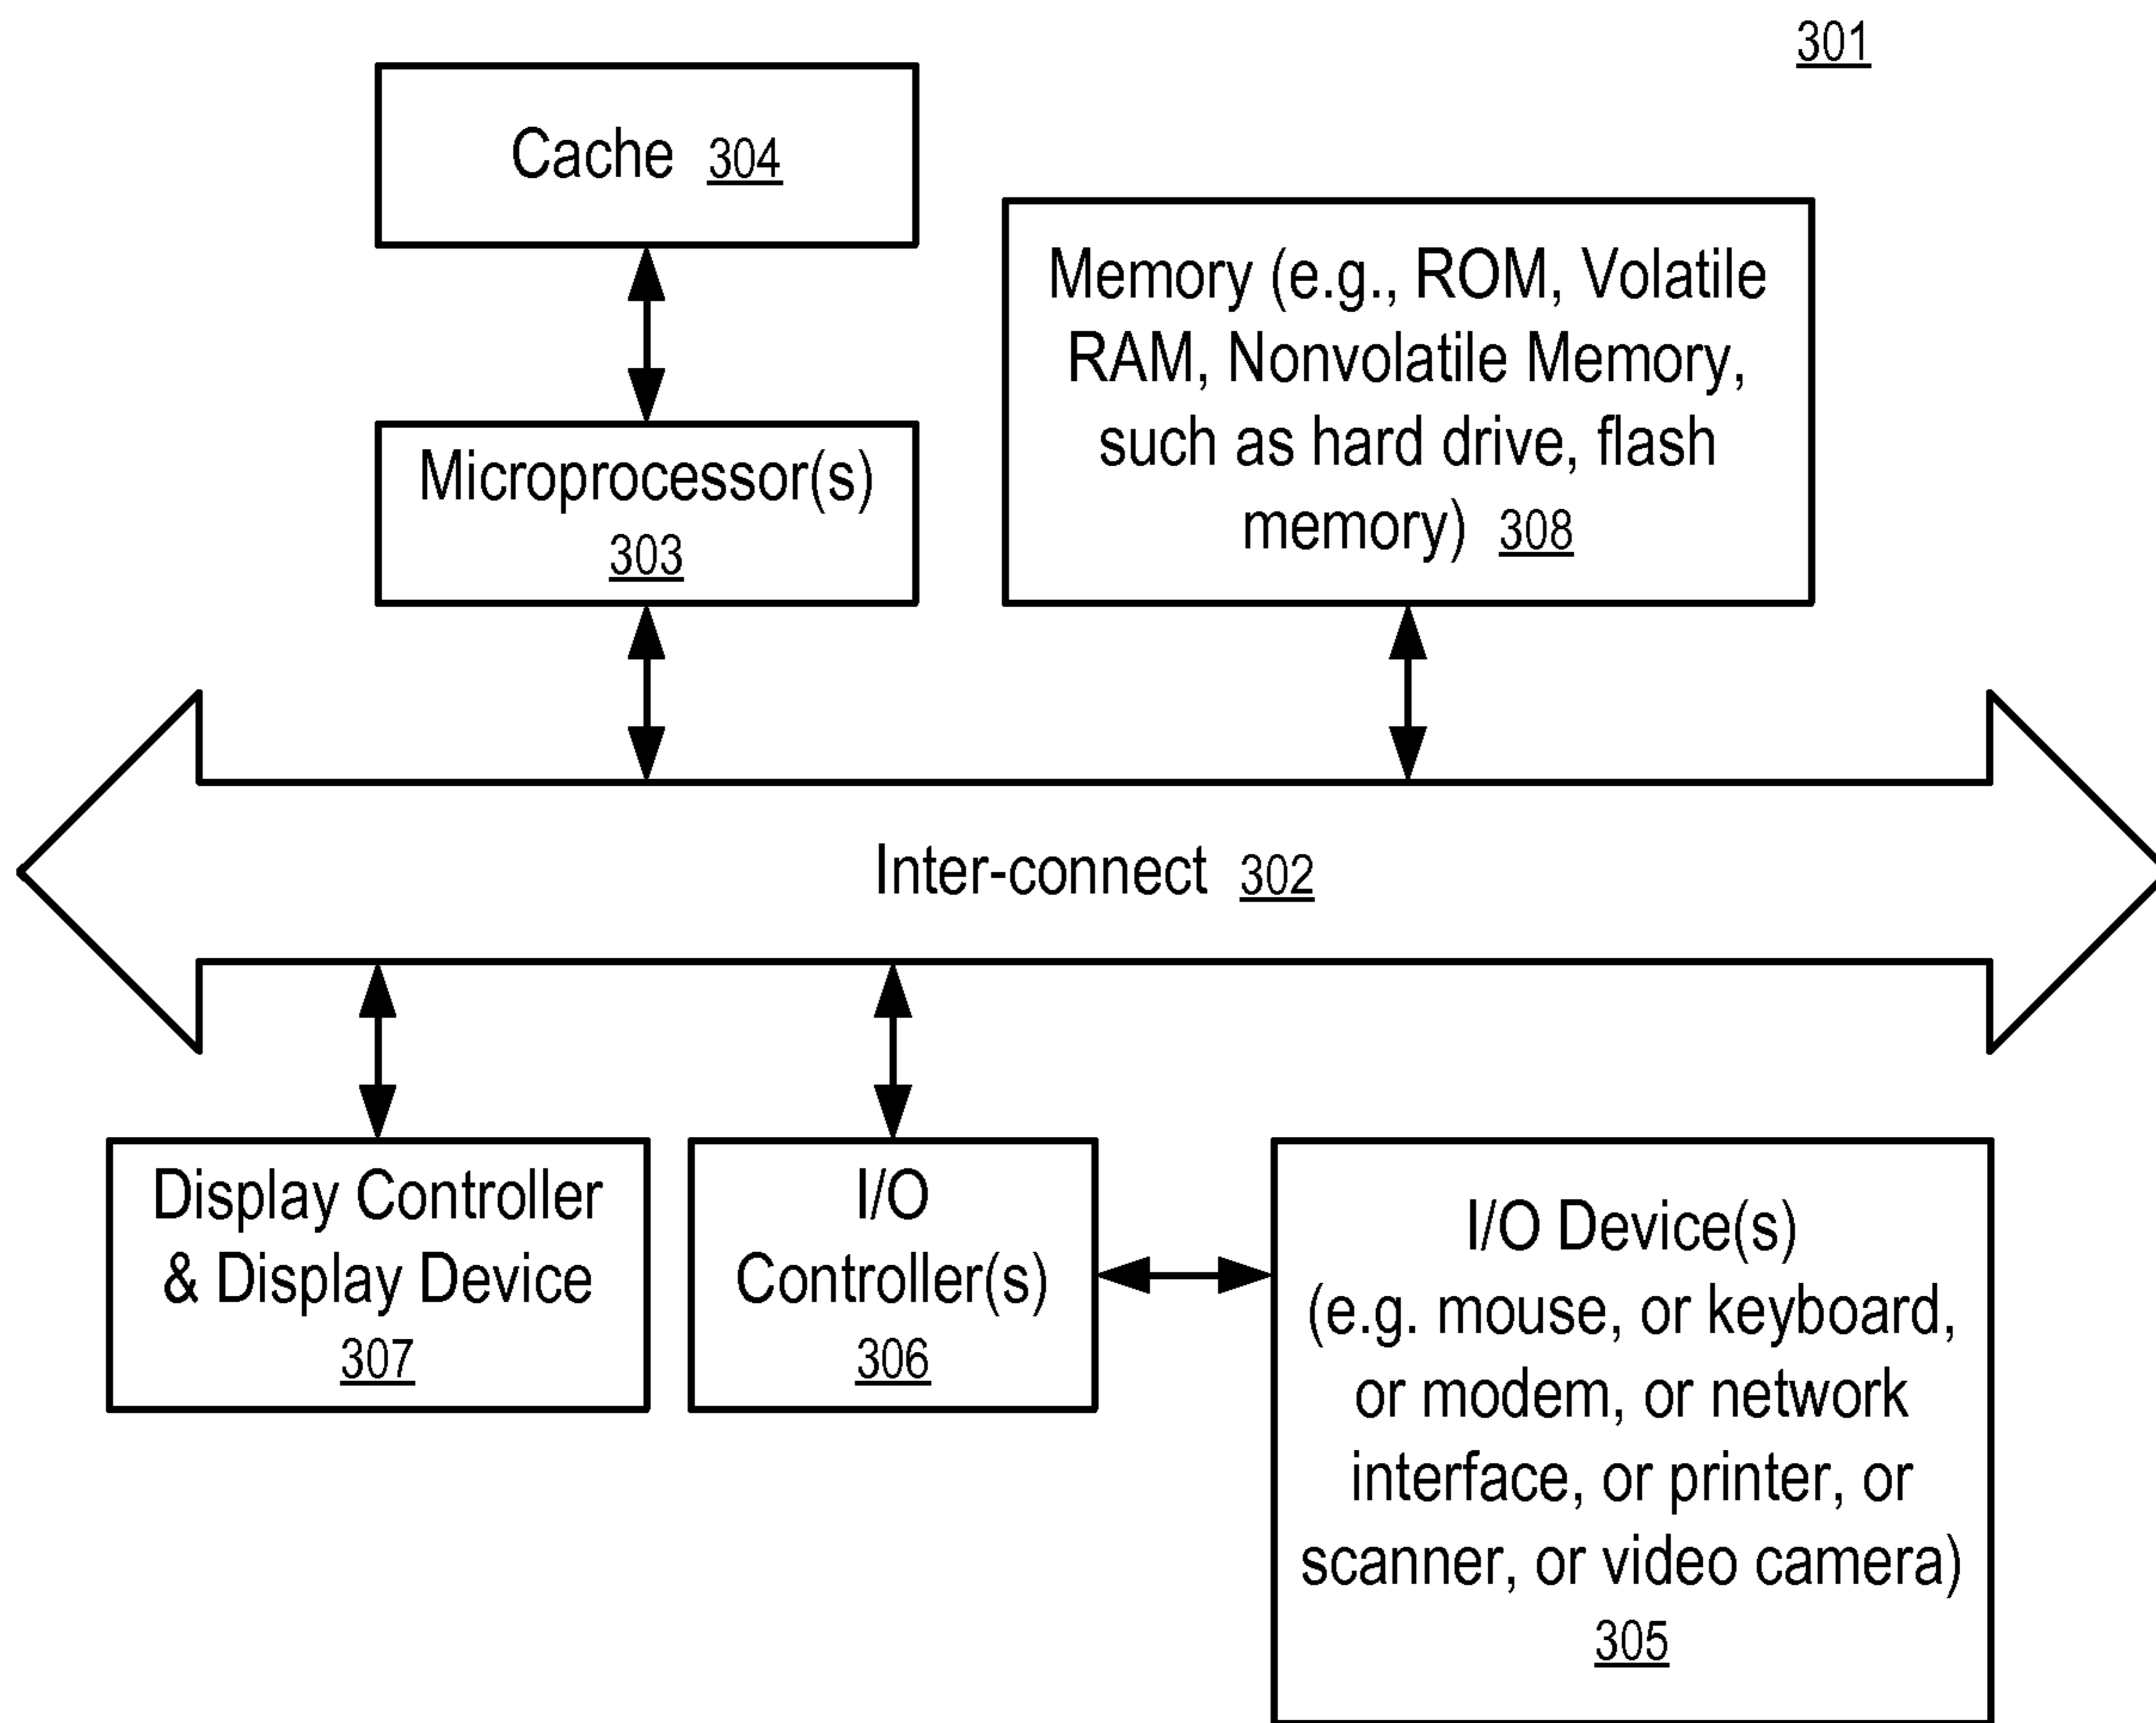 301
Cache 304
Memory (e.g., ROM, Volatile
RAM, Nonvolatile Memory,
such as hard drive, flash
memory) 308
Microprocessor(s)
303
Inter-connect 302
Display Controller
& Display Device
307
I/O
Controller(s)
306
I/O Device(s)
(e.g. mouse, or keyboard,
or modem, or network
interface, or printer, or
scanner, or video camera)
305